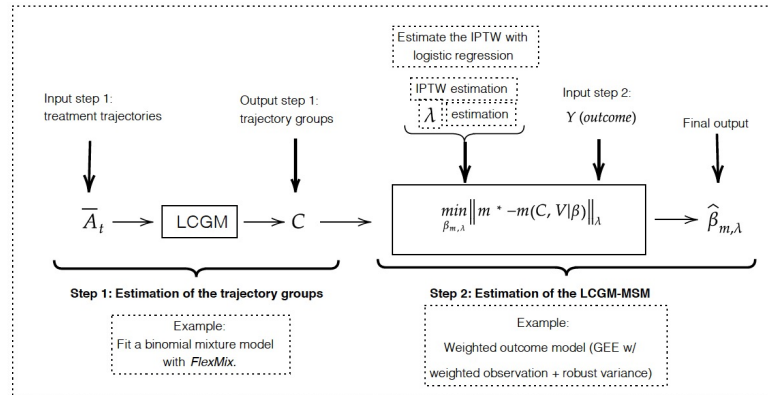 Estimate the IPTW with
logistic regression
Input step 1:
treatment trajectories
Output step 1:
trajectory groups
IPTW estimation
λ estimation
Input step 2:
Y (outcome)
Final output
A̅_t
LCGM
C
min ‖m * −m(C, V|β)‖_λ
β_{m,λ}
β̂_{m,λ}
Step 1: Estimation of the trajectory groups
Step 2: Estimation of the LCGM-MSM
Example:
Fit a binomial mixture model
with FlexMix.
Example:
Weighted outcome model (GEE w/
weighted observation + robust variance)